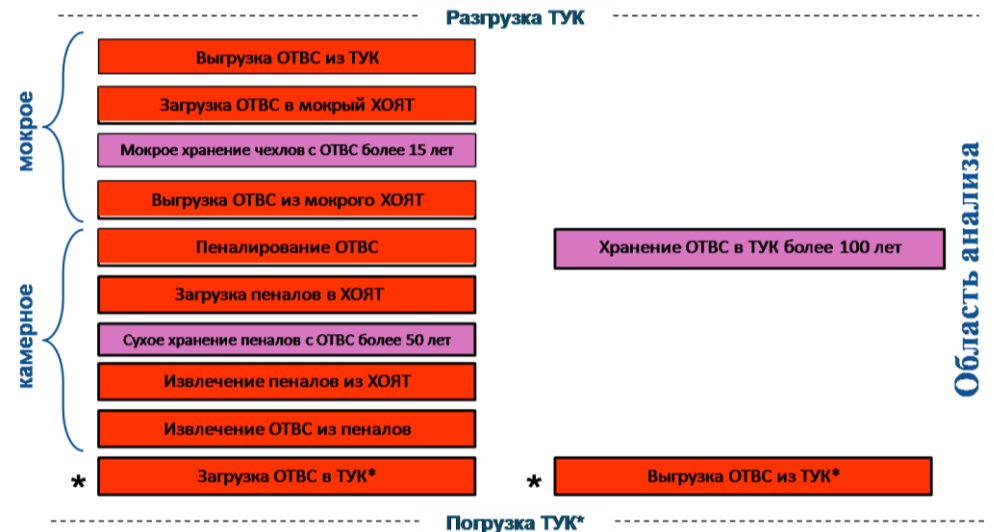 Разгрузка ТУК
мокрое
Выгрузка ОТВС из ТУК
Загрузка ОТВС в мокрый ХОЯТ
Мокрое хранение чехлов с ОТВС более 15 лет
Выгрузка ОТВС из мокрого ХОЯТ
камерное
Пеналирование ОТВС
Загрузка пеналов в ХОЯТ
Сухое хранение пеналов с ОТВС более 50 лет
Извлечение пеналов из ХОЯТ
Извлечение ОТВС из пеналов
* Загрузка ОТВС в ТУК*
Хранение ОТВС в ТУК более 100 лет
* Выгрузка ОТВС из ТУК*
Область анализа
Погрузка ТУК*